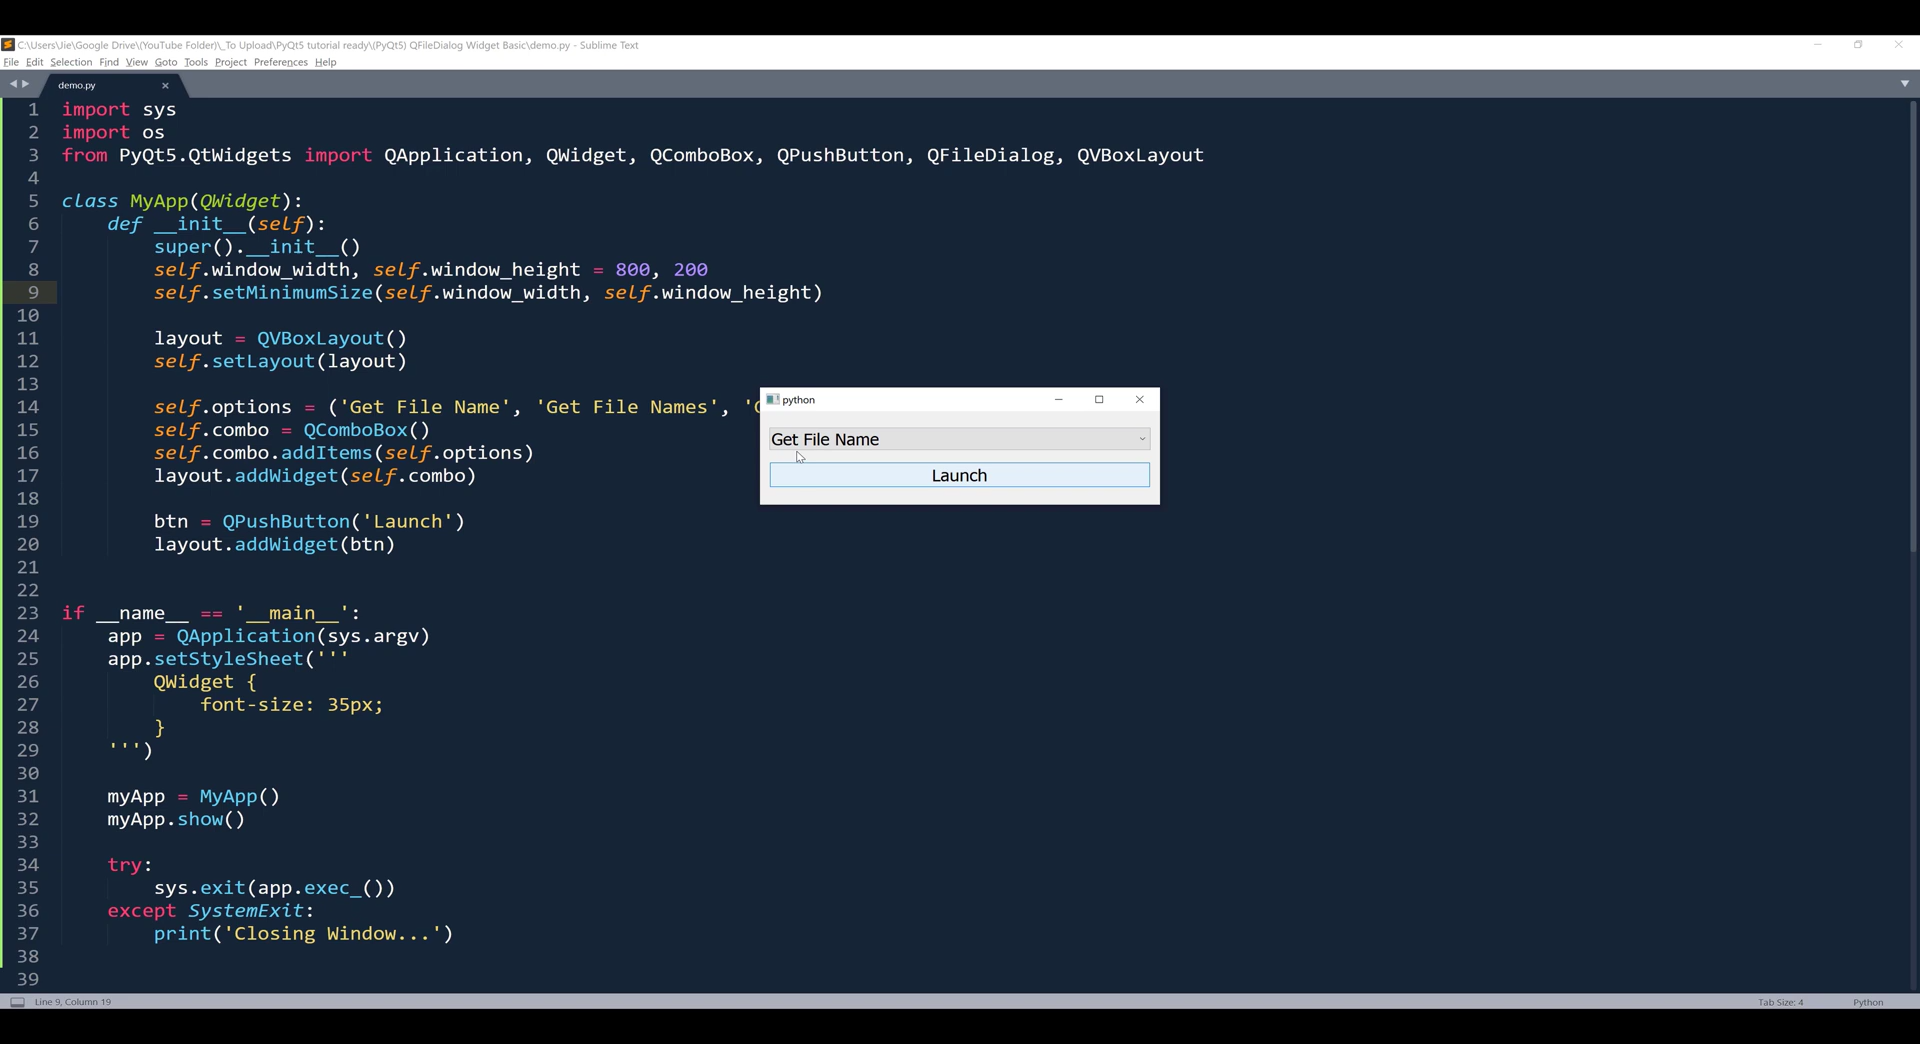 C:\Users\Jie\Google Drive\(YouTube Folder)\_To Upload\PyQt5 tutorial ready\(PyQt5) QFileDialog Widget Basic\demo.py - Sublime Text
File Edit Selection Find View Goto Tools Project Preferences Help
demo.py
1 import sys
2 import os
3 from PyQt5.QtWidgets import QApplication, QWidget, QComboBox, QPushButton, QFileDialog, QVBoxLayout
4
5 class MyApp(QWidget):
6     def __init__(self):
7         super().__init__()
8         self.window_width, self.window_height = 800, 200
9         self.setMinimumSize(self.window_width, self.window_height)
10
11         layout = QVBoxLayout()
12         self.setLayout(layout)
13
14         self.options = ('Get File Name', 'Get File Names', '
15         self.combo = QComboBox()
16         self.combo.addItems(self.options)
17         layout.addWidget(self.combo)
18
19         btn = QPushButton('Launch')
20         layout.addWidget(btn)
21
22
23 if __name__ == '__main__':
24     app = QApplication(sys.argv)
25     app.setStyleSheet('''
26         QWidget {
27             font-size: 35px;
28         }
29     ''')
30
31     myApp = MyApp()
32     myApp.show()
33
34     try:
35         sys.exit(app.exec_())
36     except SystemExit:
37         print('Closing Window...')
38
39
python
Get File Name
Launch
Line 9, Column 19
Tab Size: 4
Python